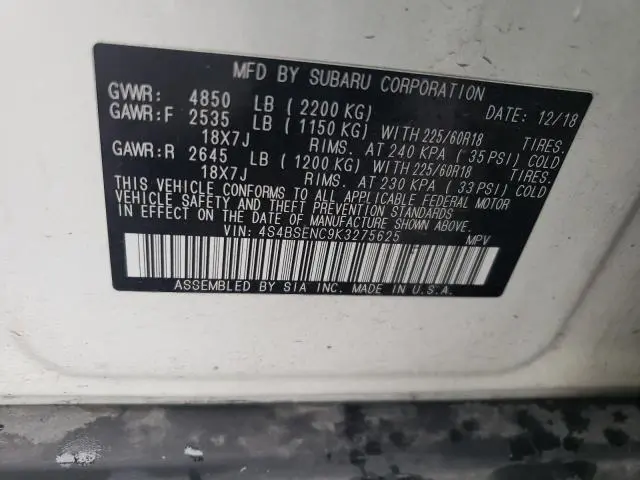 MFD BY SUBARU CORPORATION
GVWR: 4850 LB ( 2200 KG) DATE: 12/18
GAWR:F 2535 LB ( 1150 KG) WITH 225/60R18 TIRES.
18X7J RIMS. AT 240 KPA ( 35 PSI) COLD
GAWR:R 2645 LB ( 1200 KG) WITH 225/60R18 TIRES.
18X7J RIMS. AT 230 KPA ( 33 PSI) COLD
THIS VEHICLE CONFORMS TO ALL APPLICABLE FEDERAL MOTOR
VEHICLE SAFETY AND THEFT PREVENTION STANDARDS
IN EFFECT ON THE DATE OF MANUFACTURE SHOWN ABOVE.
VIN: 4S4BSENC9K3275625 MPV
ASSEMBLED BY SIA INC. IN U.S.A.